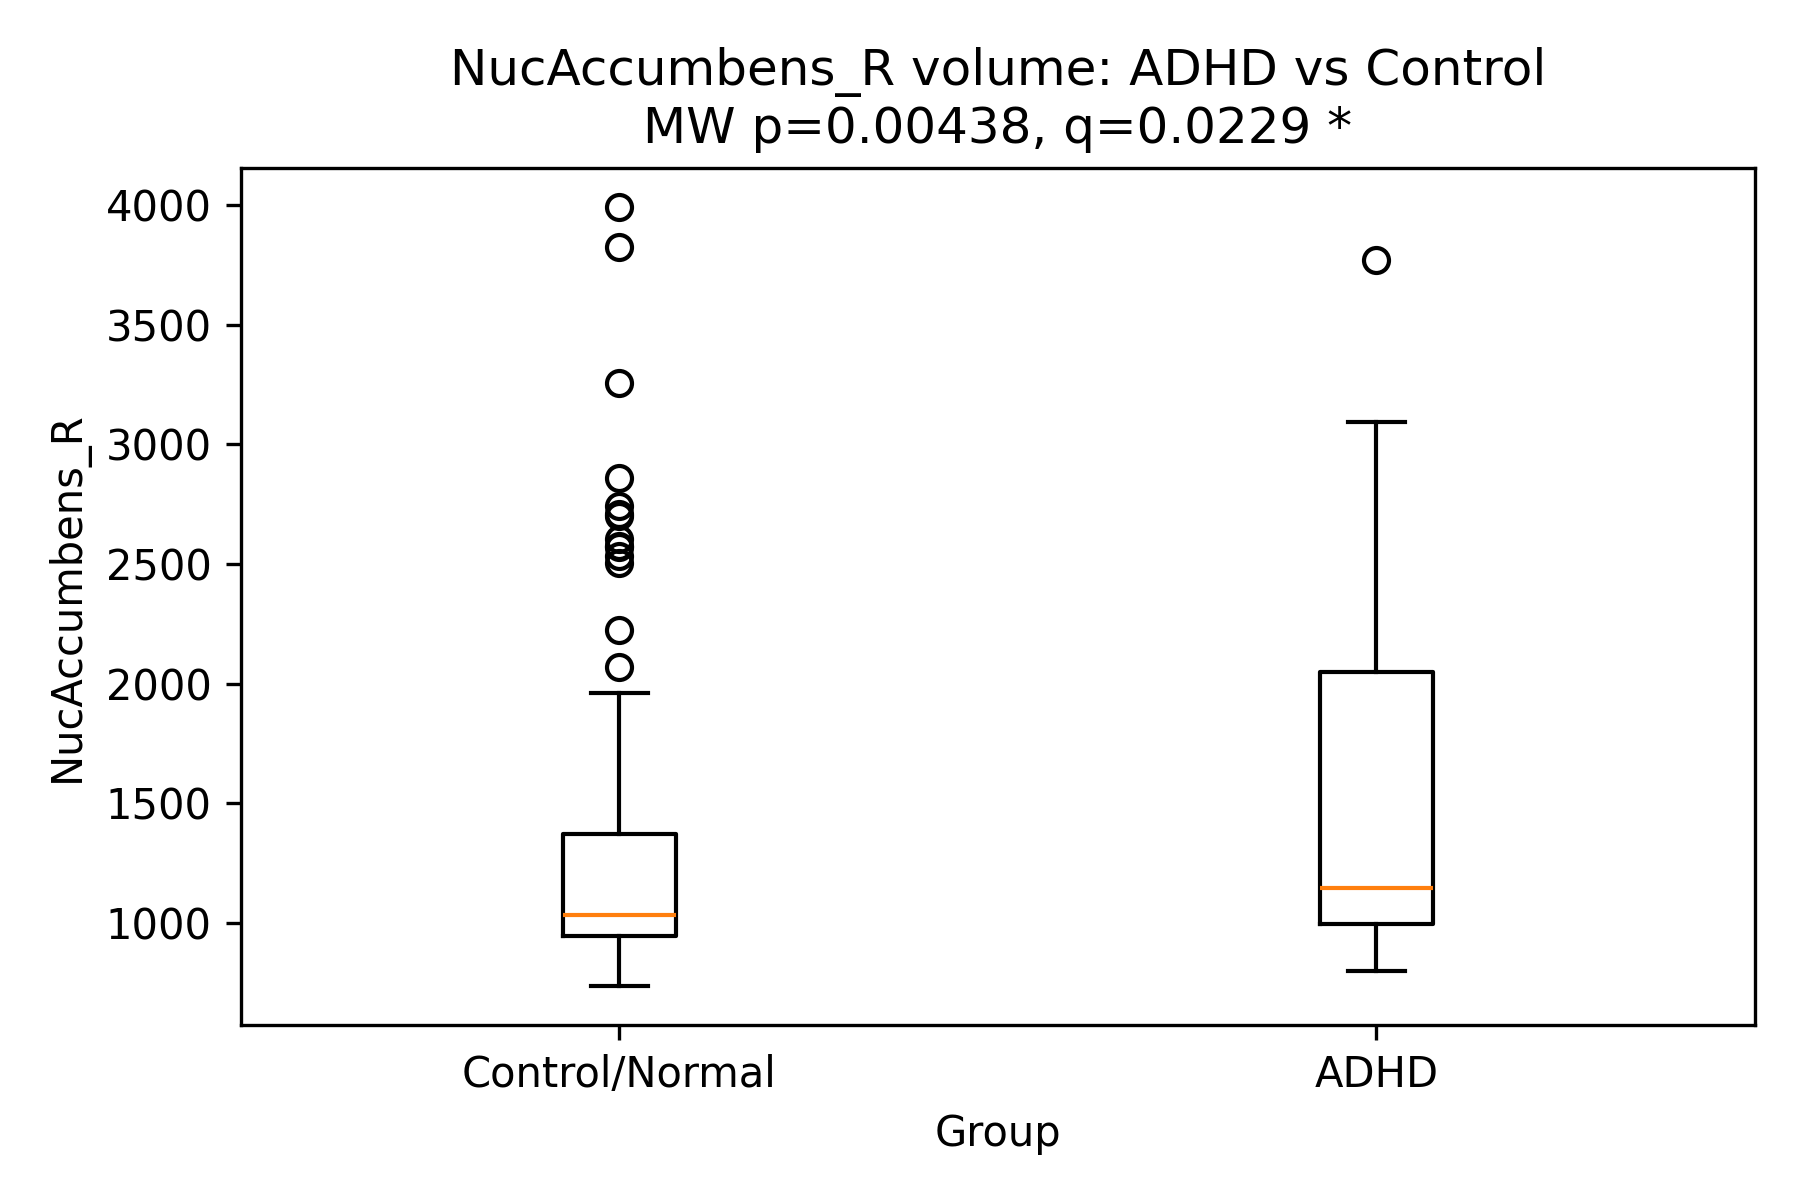 NucAccumbens_R volume: ADHD vs Control
MW p=0.00438, q=0.0229 *
NucAccumbens_R
4000
3500
3000
2500
2000
1500
1000
Control/Normal
ADHD
Group